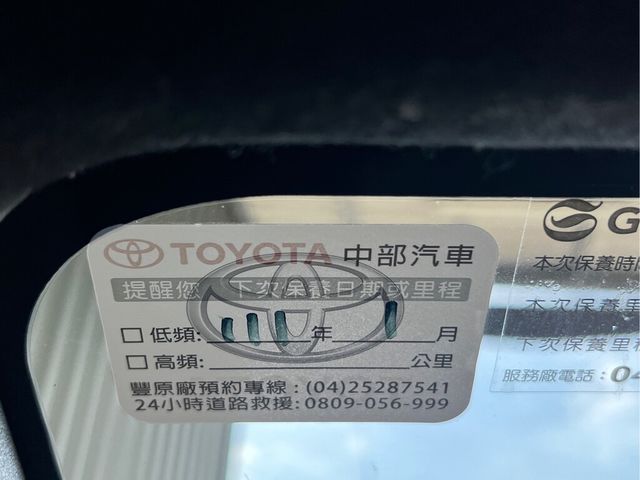 TOYOTA 中部汽車
提醒您 下次保養日期或里程
□ 低頻: 111 年 1 月
□ 高頻: 公里
豐原廠預約專線 : (04)25287541
24小時道路救援: 0809-056-999
G
本次保養時
本次保養里
下次保養里程
服務廠電話 : 04